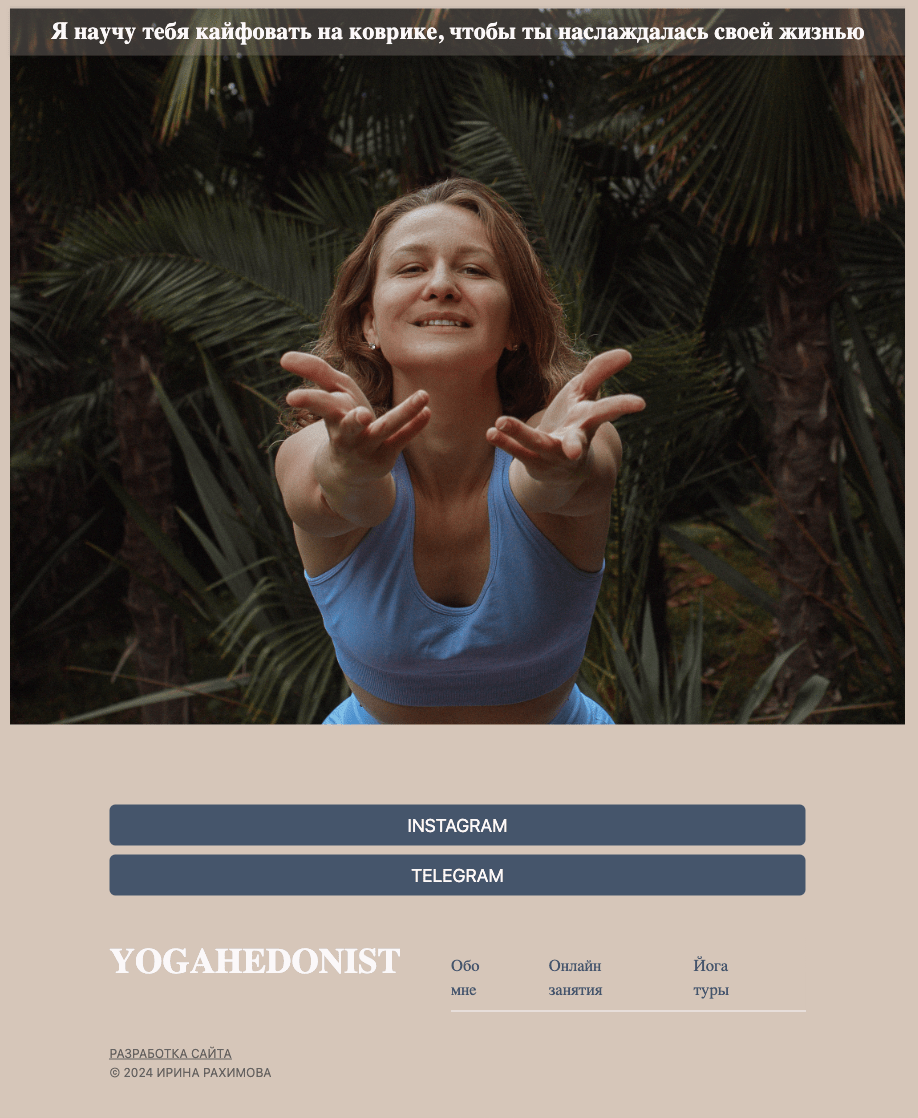 Я научу тебя кайфовать на коврике, чтобы ты наслаждалась своей жизнью
INSTAGRAM
TELEGRAM
YOGAHEDONIST
Обо
мне
Онлайн
занятия
Йога
туры
РАЗРАБОТКА САЙТА
© 2024 ИРИНА РАХИМОВА